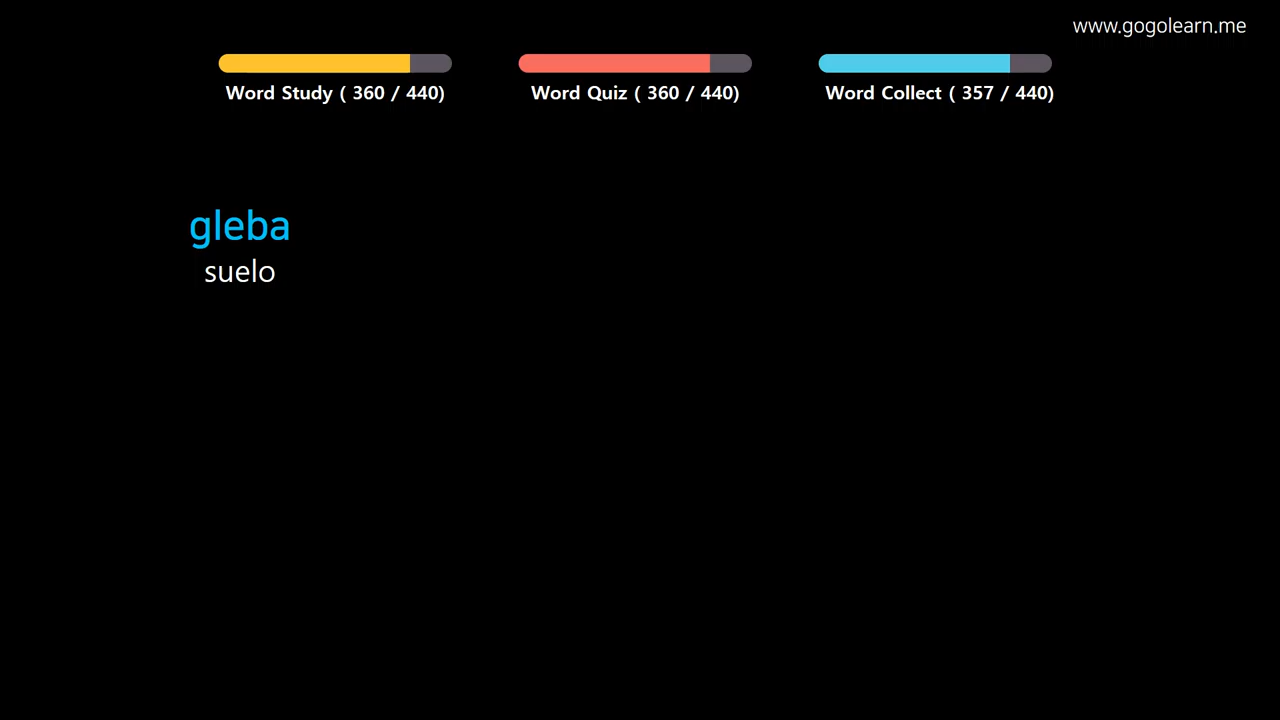 www.gogolearn.me
Word Study ( 360 / 440)
Word Quiz ( 360 / 440)
Word Collect ( 357 / 440)
gleba
suelo